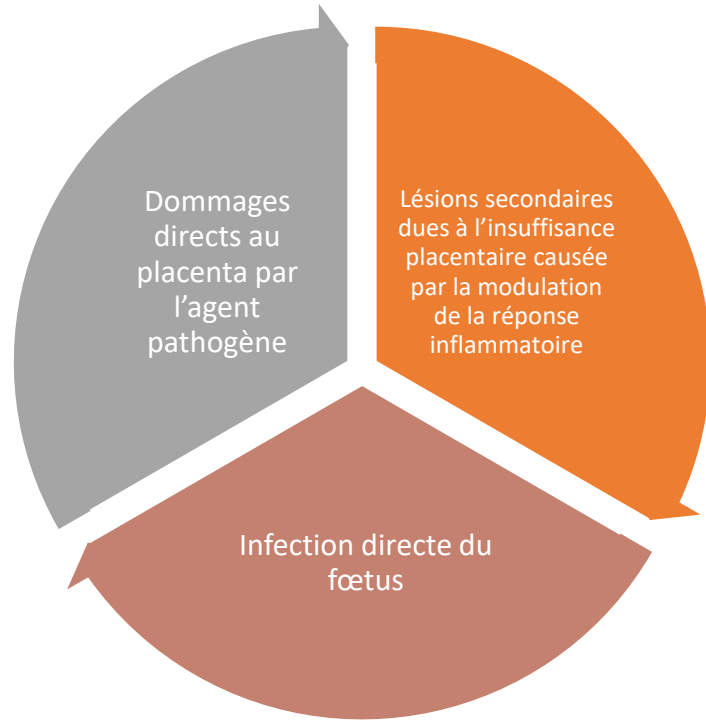 Dommages
directs au
placenta par
l’agent
pathogène
Lésions secondaires
dues à l’insuffisance
placentaire causée
par la modulation
de la réponse
inflammatoire
Infection directe du
fœtus